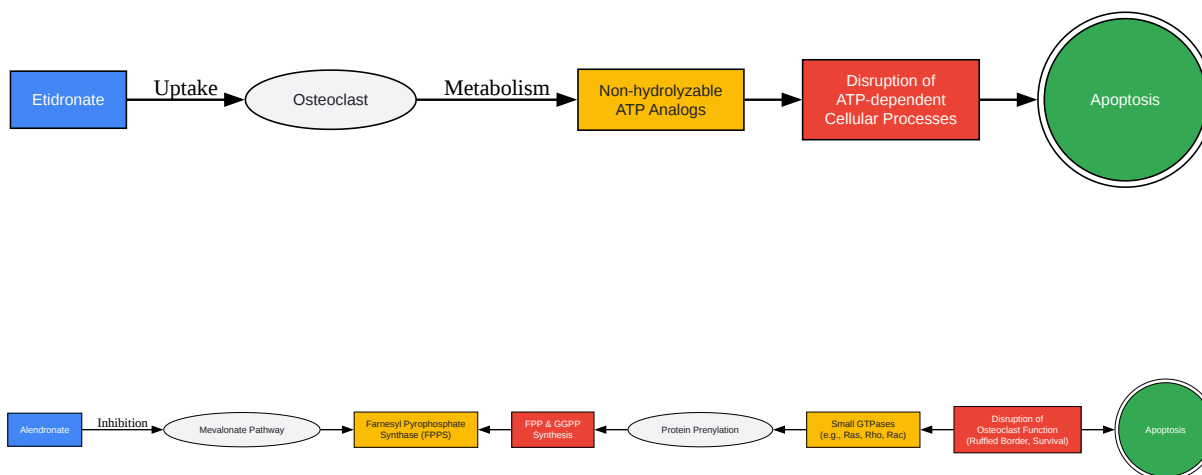 Etidronate
Uptake
Osteoclast
Metabolism
Non-hydrolyzable
ATP Analogs
Disruption of
ATP-dependent
Cellular Processes
Apoptosis
Alendronate
Inhibition
Mevalonate Pathway
Farnesyl Pyrophosphate
Synthase (FPPS)
FPP & GGPP
Synthesis
Protein Prenylation
Small GTPases
(e.g., Ras, Rho, Rac)
Disruption of
Osteoclast Function
(Ruffled Border, Survival)
Apoptosis